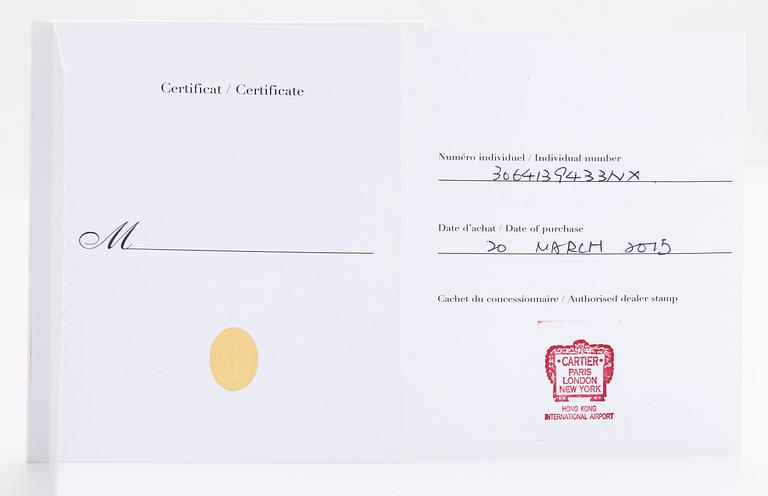 Certificat / Certificate
M
Numéro individuel / Individual number
3064139433NX
Date d'achat / Date of purchase
20 MARCH 2015
Cachet du concessionnaire / Authorised dealer stamp
• CARTIER •
PARIS
LONDON
NEW YORK
HONG KONG
INTERNATIONAL AIRPORT